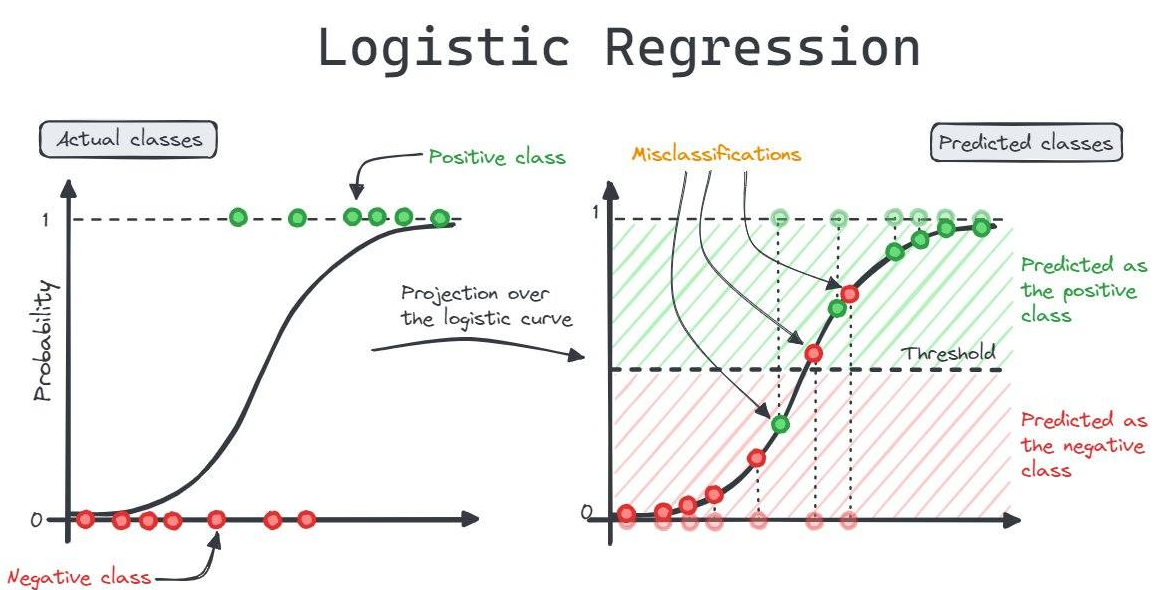 Logistic Regression
Actual classes
Positive class
1
Probability
0
Negative class
Projection over
the logistic curve
Misclassifications
Predicted classes
1
Predicted as
the positive
class
Threshold
Predicted as
the negative
class
0